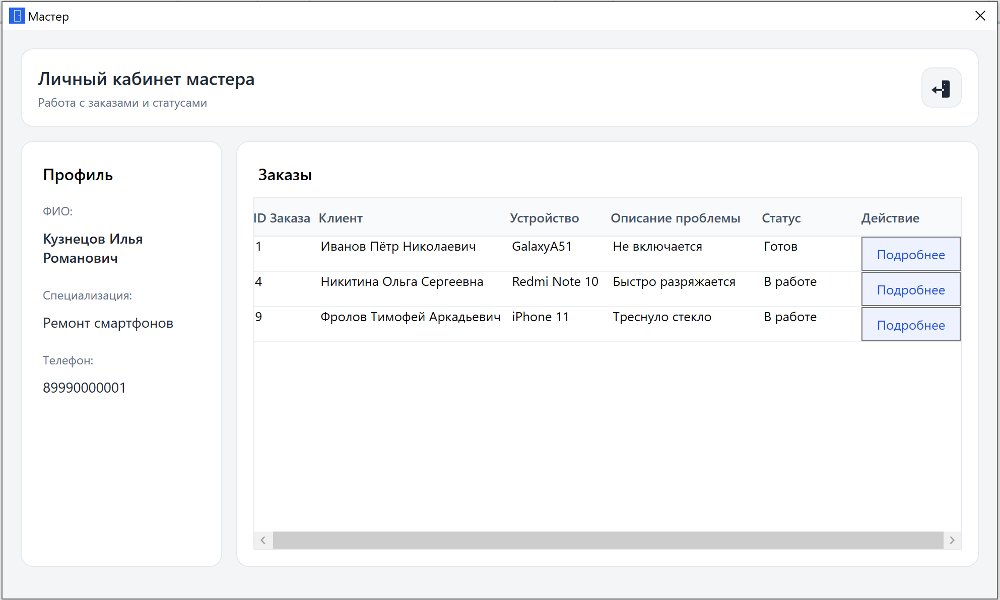 Мастер
Личный кабинет мастера
Работа с заказами и статусами
Профиль
ФИО:
Кузнецов Илья
Романович
Специализация:
Ремонт смартфонов
Телефон:
89990000001
Заказы
ID Заказа Клиент Устройство Описание проблемы Статус Действие
1 Иванов Пётр Николаевич GalaxyA51 Не включается Готов Подробнее
4 Никитина Ольга Сергеевна Redmi Note 10 Быстро разряжается В работе Подробнее
9 Фролов Тимофей Аркадьевич iPhone 11 Треснуло стекло В работе Подробнее